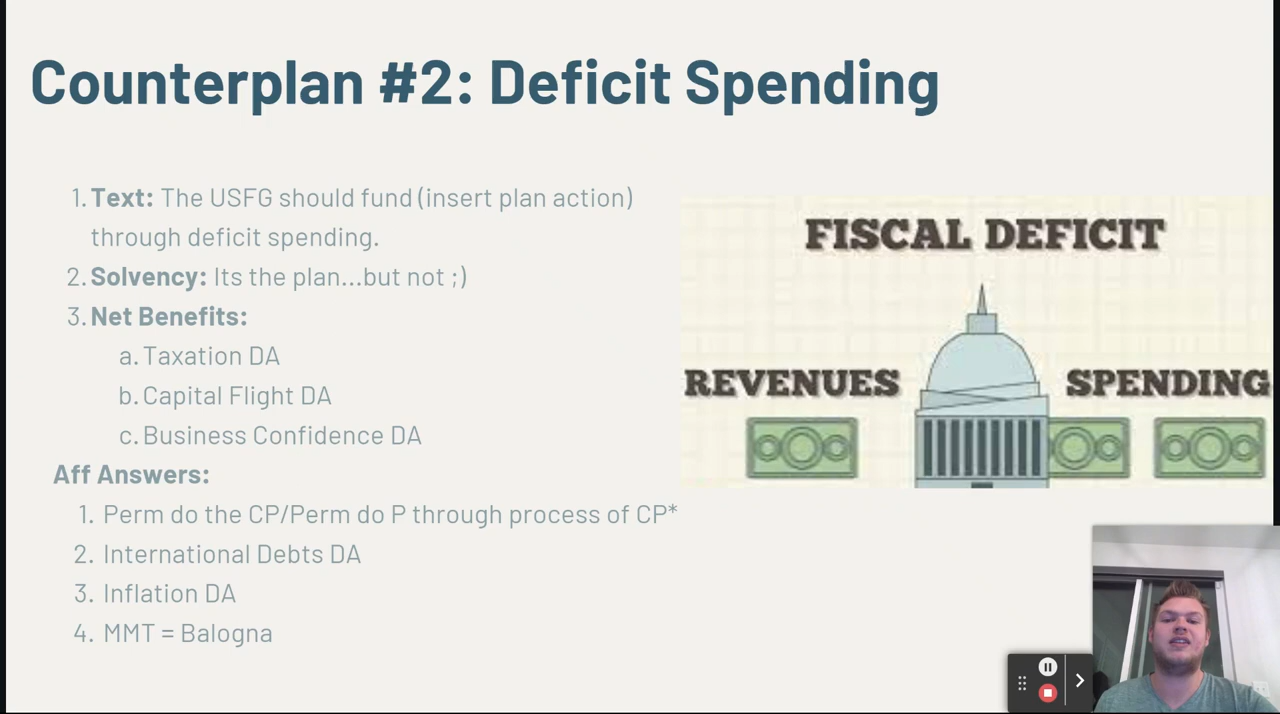 Counterplan #2: Deficit Spending
1. Text: The USFG should fund (insert plan action)
through deficit spending.
2. Solvency: Its the plan...but not ;)
3. Net Benefits:
a. Taxation DA
b. Capital Flight DA
c. Business Confidence DA
Aff Answers:
1. Perm do the CP/Perm do P through process of CP*
2. International Debts DA
3. Inflation DA
4. MMT = Balogna
FISCAL DEFICIT
REVENUES
SPENDING